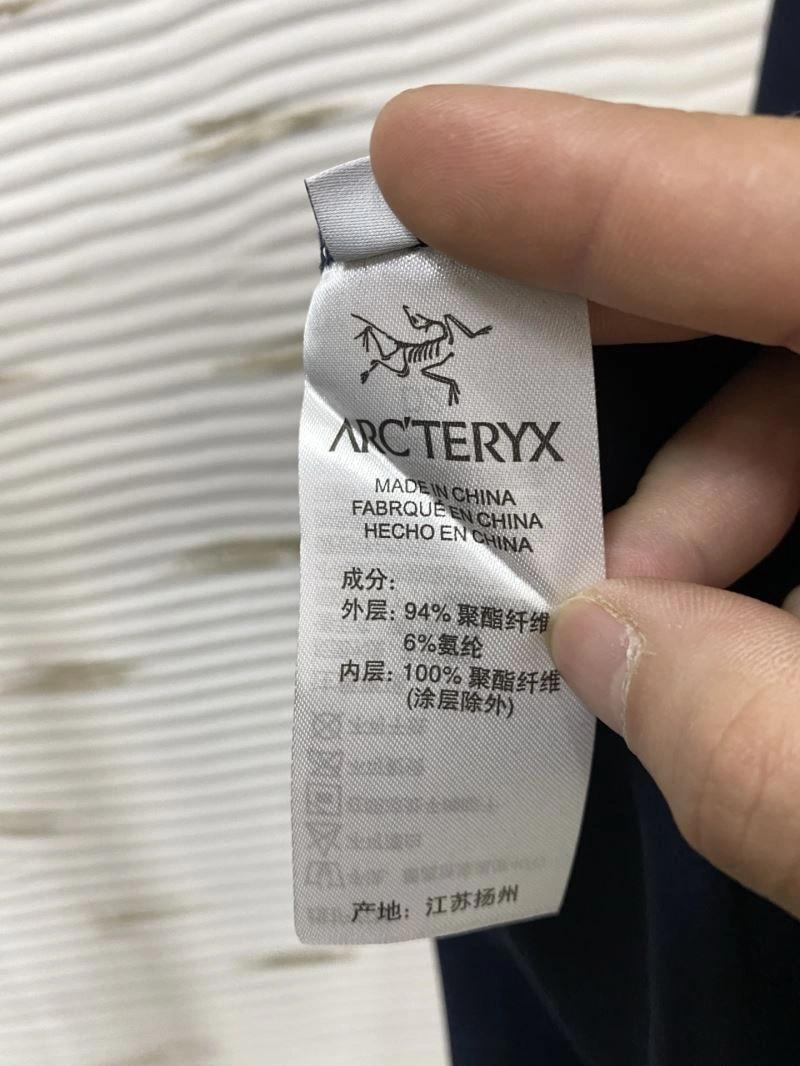 ARC'TERYX
MADE IN CHINA
FABRQUÉ EN CHINA
HECHO EN CHINA
成分:
外层: 94% 聚酯纤维
6%氨纶
内层: 100% 聚酯纤维
(涂层除外)
产地: 江苏扬州